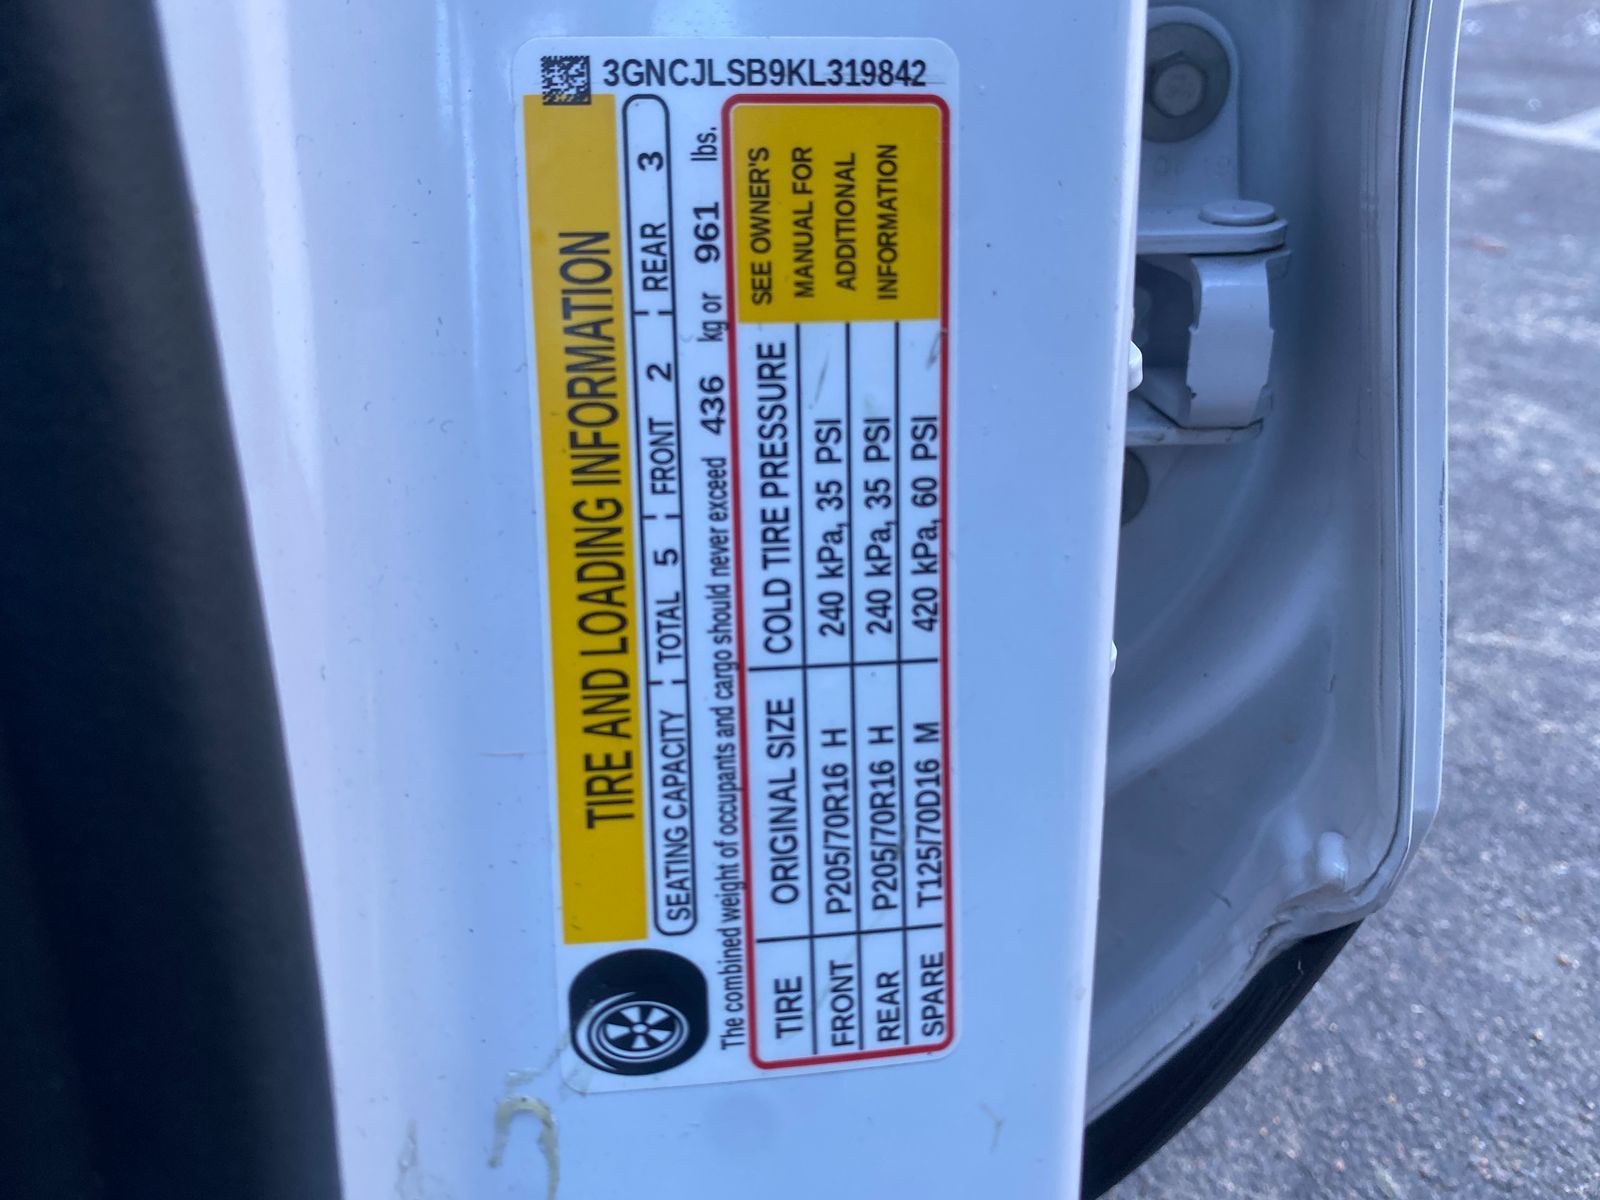 3GNCJLSB9KL319842
TIRE AND LOADING INFORMATION
SEATING CAPACITY TOTAL 5 FRONT 2 REAR 3
The combined weight of occupants and cargo should never exceed 436 kg or 961 lbs.
TIRE ORIGINAL SIZE COLD TIRE PRESSURE
FRONT P205/70R16 H 240 kPa, 35 PSI
REAR P205/70R16 H 240 kPa, 35 PSI
SPARE T125/70D16 M 420 kPa, 60 PSI
SEE OWNER'S
MANUAL FOR
ADDITIONAL
INFORMATION